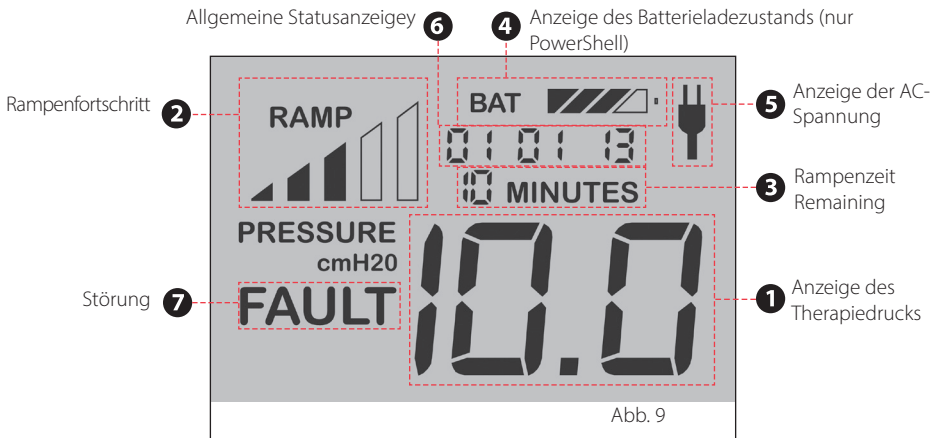 Allgemeine Statusanzeigey 6
4 Anzeige des Batterieladezustands (nur
PowerShell)
Rampenfortschritt 2
RAMP
BAT
5 Anzeige der AC-
Spannung
01 01 13
10 MINUTES
3 Rampenzeit
Remaining
PRESSURE
cmH20
Störung 7
FAULT
10.0
1 Anzeige des
Therapiedrucks
Abb. 9